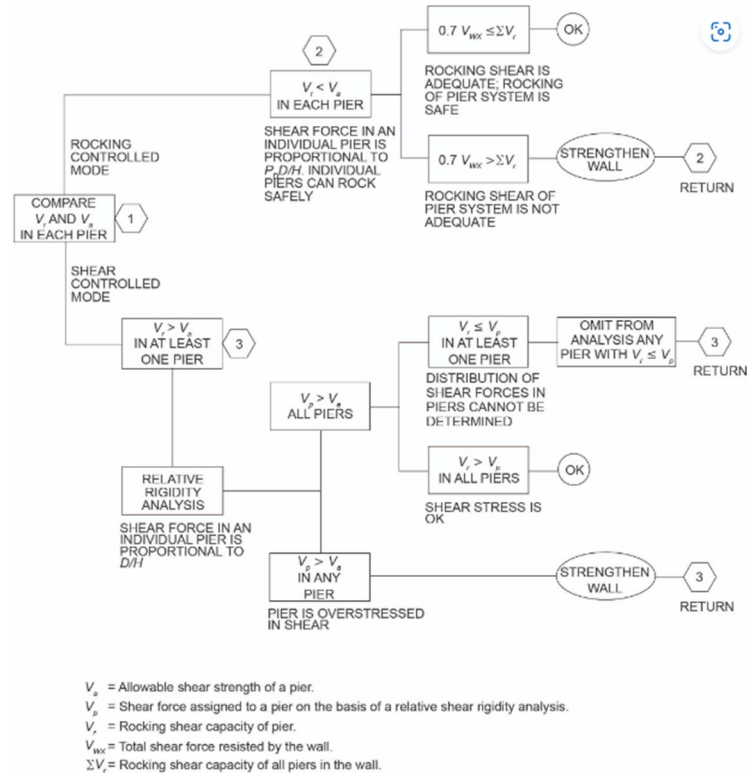 2
V_r < V_a
IN EACH PIER
SHEAR FORCE IN AN
INDIVIDUAL PIER IS
PROPORTIONAL TO
P_pD/H. INDIVIDUAL
PIERS CAN ROCK
SAFELY
0.7 V_wx ≤ΣV_r
OK
ROCKING SHEAR IS
ADEQUATE; ROCKING
OF PIER SYSTEM IS
SAFE
0.7 V_wx >ΣV_r
STRENGTHEN
WALL
2
RETURN
ROCKING SHEAR OF
PIER SYSTEM IS NOT
ADEQUATE
ROCKING
CONTROLLED
MODE
COMPARE
V_r AND V_a
IN EACH PIER
1
SHEAR
CONTROLLED
MODE
V_r > V_a
IN AT LEAST
ONE PIER
3
V_p > V_a
ALL PIERS
V_r ≤ V_p
IN AT LEAST
ONE PIER
OMIT FROM
ANALYSIS ANY
PIER WITH V_r ≤ V_p
3
RETURN
DISTRIBUTION OF
SHEAR FORCES IN
PIERS CANNOT BE
DETERMINED
V_r > V_p
IN ALL PIERS
OK
SHEAR STRESS IS
OK
RELATIVE
RIGIDITY
ANALYSIS
SHEAR FORCE IN AN
INDIVIDUAL PIER IS
PROPORTIONAL TO
D/H
V_p > V_a
IN ANY
PIER
PIER IS OVERSTRESSED
IN SHEAR
STRENGTHEN
WALL
3
RETURN
V_a = Allowable shear strength of a pier.
V_p = Shear force assigned to a pier on the basis of a relative shear rigidity analysis.
V_r = Rocking shear capacity of pier.
V_wx = Total shear force resisted by the wall.
ΣV_r = Rocking shear capacity of all piers in the wall.